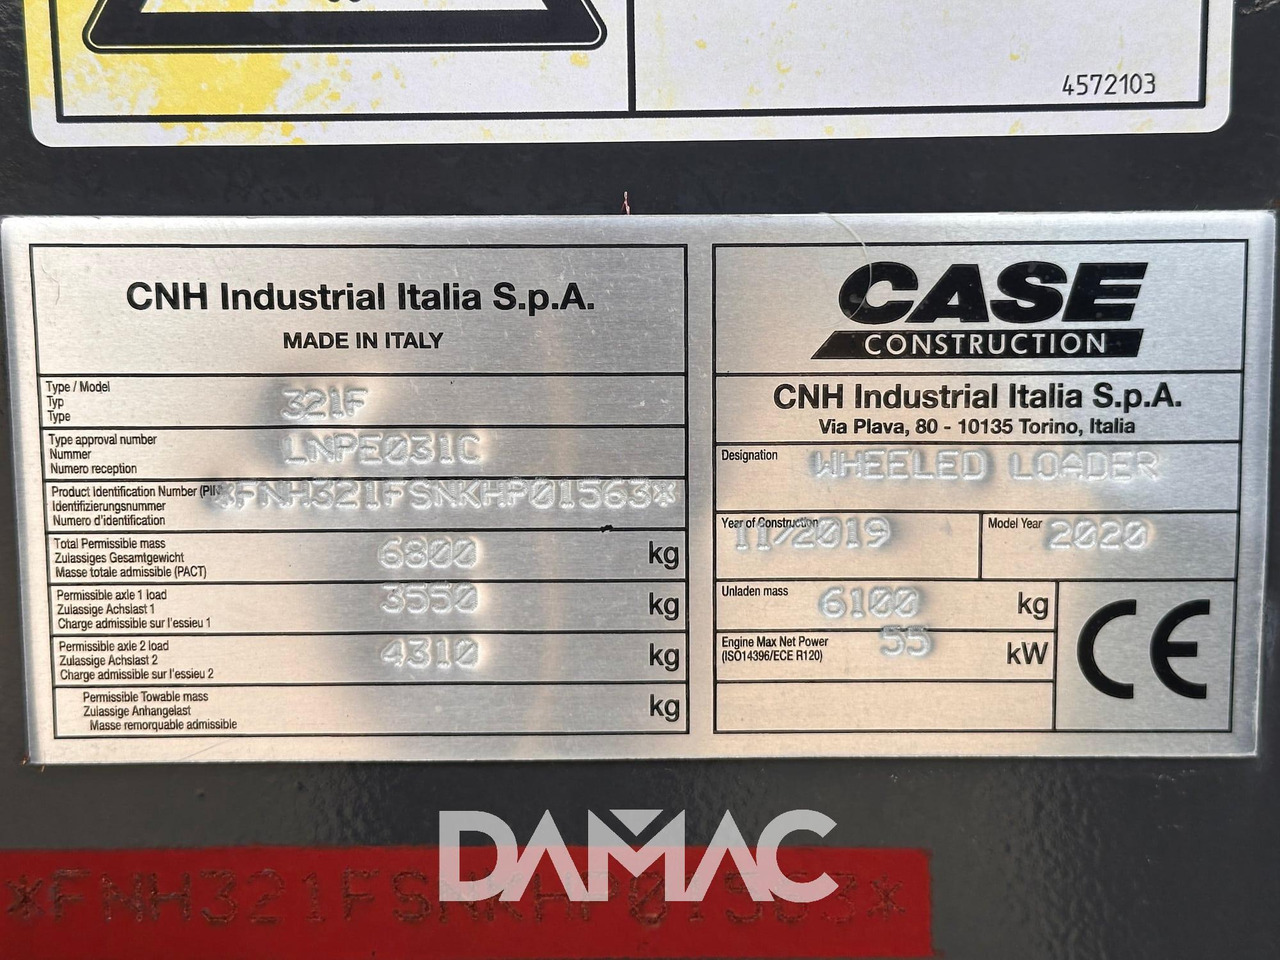 4572103
CNH Industrial Italia S.p.A.
MADE IN ITALY
Type / Model
Typ
Type
321F
Type approval number
Nummer
Numero reception
LNPE031C
Product Identification Number (PIN
Identifizierungsnummer
Numero d'identification
*FNH321FSNKHP01563*
Total Permissible mass
Zulassiges Gesamtgewicht
Masse totale admissible (PACT)
6800 kg
Permissible axle 1 load
Zulassige Achslast 1
Charge admissible sur l'essieu 1
3550 kg
Permissible axle 2 load
Zulassige Achslast 2
Charge admissible sur l'essieu 2
4310 kg
Permissible Towable mass
Zulassige Anhangelast
Masse remorquable admissible
kg
CASE
CONSTRUCTION
CNH Industrial Italia S.p.A.
Via Plava, 80 - 10135 Torino, Italia
Designation
WHEELED LOADER
Year of Construction
11/2019
Model Year
2020
Unladen mass
6100 kg
Engine Max Net Power
(ISO14396/ECE R120)
55 kW
CE
DAMAC
*FNH321FSNKHP01563*